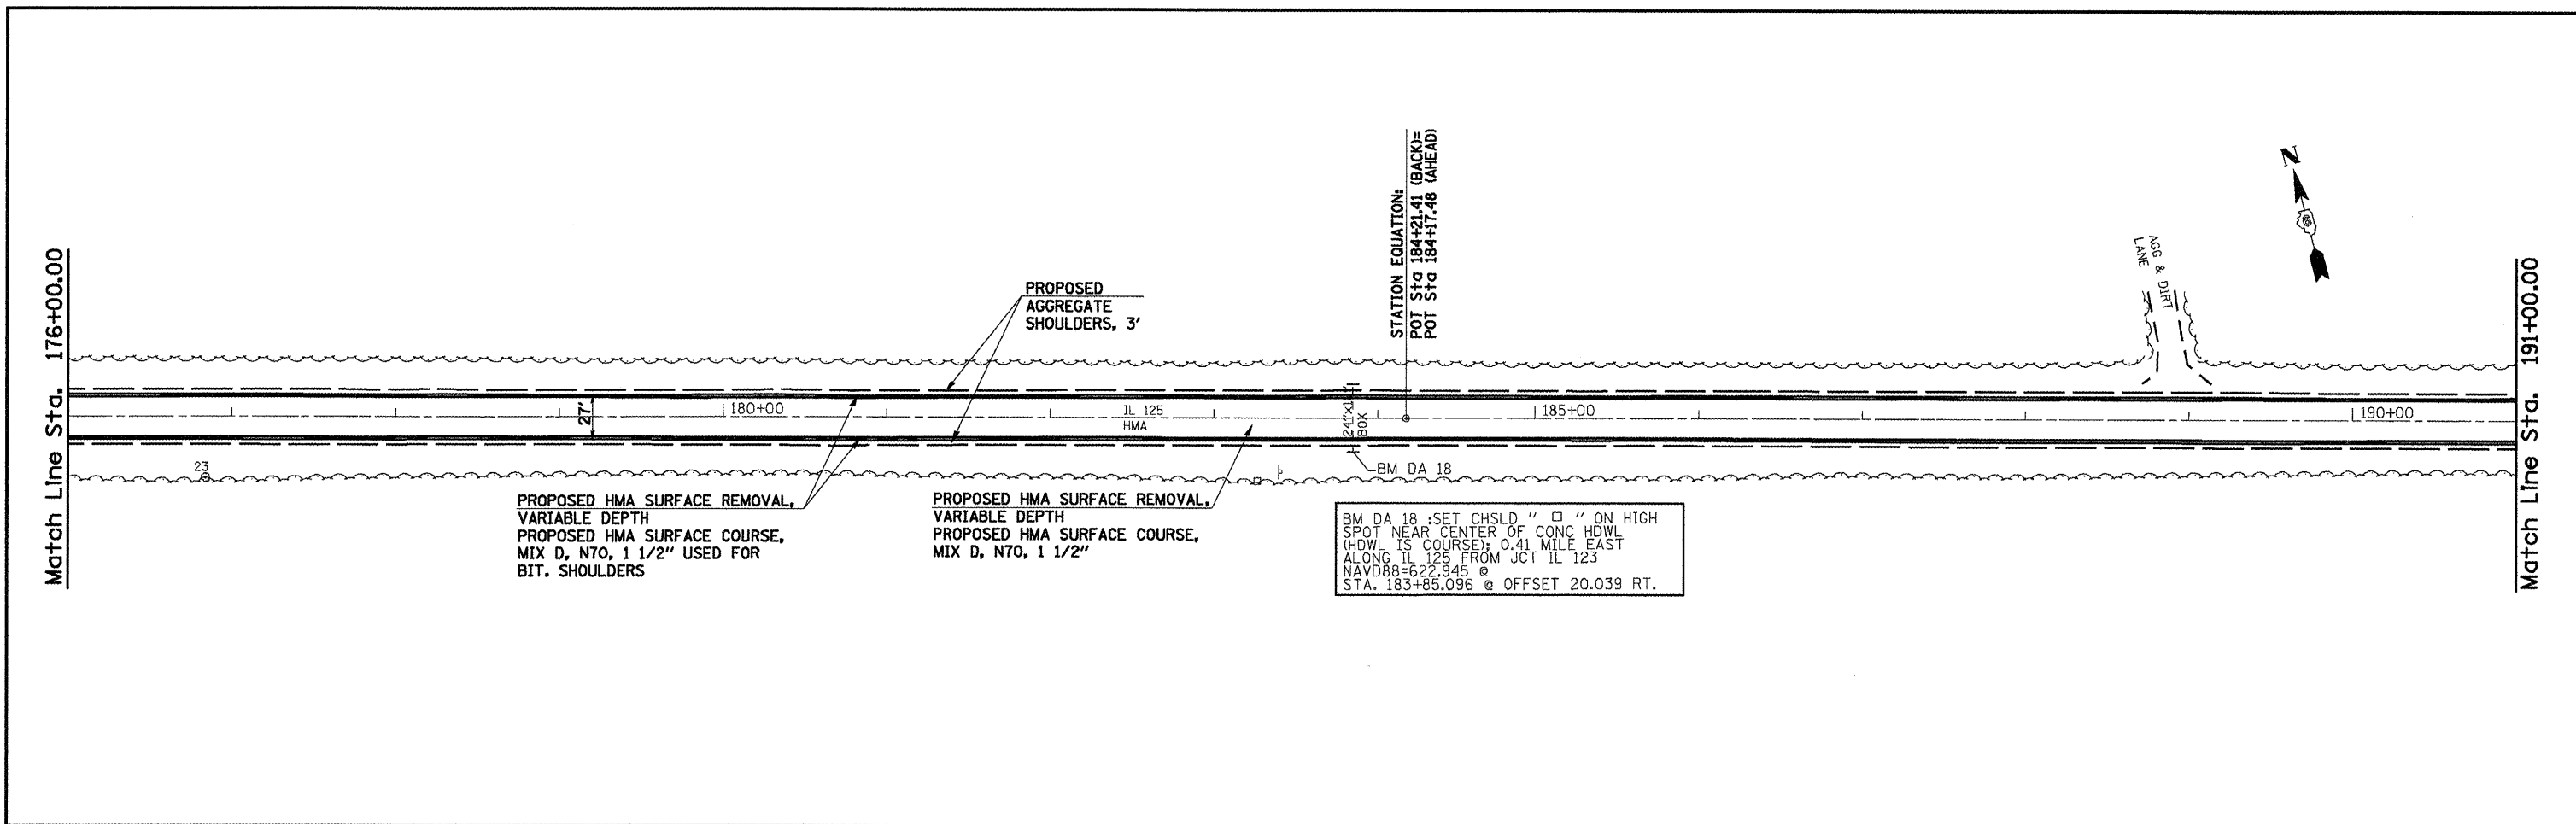 Match Line Sta. 176+00.00
27'
180+00
23
PROPOSED
AGGREGATE
SHOULDERS, 3'
IL 125
HMA
PROPOSED HMA SURFACE REMOVAL,
VARIABLE DEPTH
PROPOSED HMA SURFACE COURSE,
MIX D, N70, 1 1/2" USED FOR
BIT. SHOULDERS
PROPOSED HMA SURFACE REMOVAL,
VARIABLE DEPTH
PROPOSED HMA SURFACE COURSE,
MIX D, N70, 1 1/2"
STATION EQUATION:
POT Sta 184+21.41 (BACK)=
POT Sta 184+17.48 (AHEAD)
BOX
BM DA 18
185+00
BM DA 18 :SET CHSLD " □ " ON HIGH
SPOT NEAR CENTER OF CONC HDWL
(HDWL IS COURSE); 0.41 MILE EAST
ALONG IL 125 FROM JCT IL 123
NAVD88=622.945 @
STA. 183+85.096 @ OFFSET 20.039 RT.
AGG & DIRT
LANE
N
190+00
Match Line Sta. 191+00.00